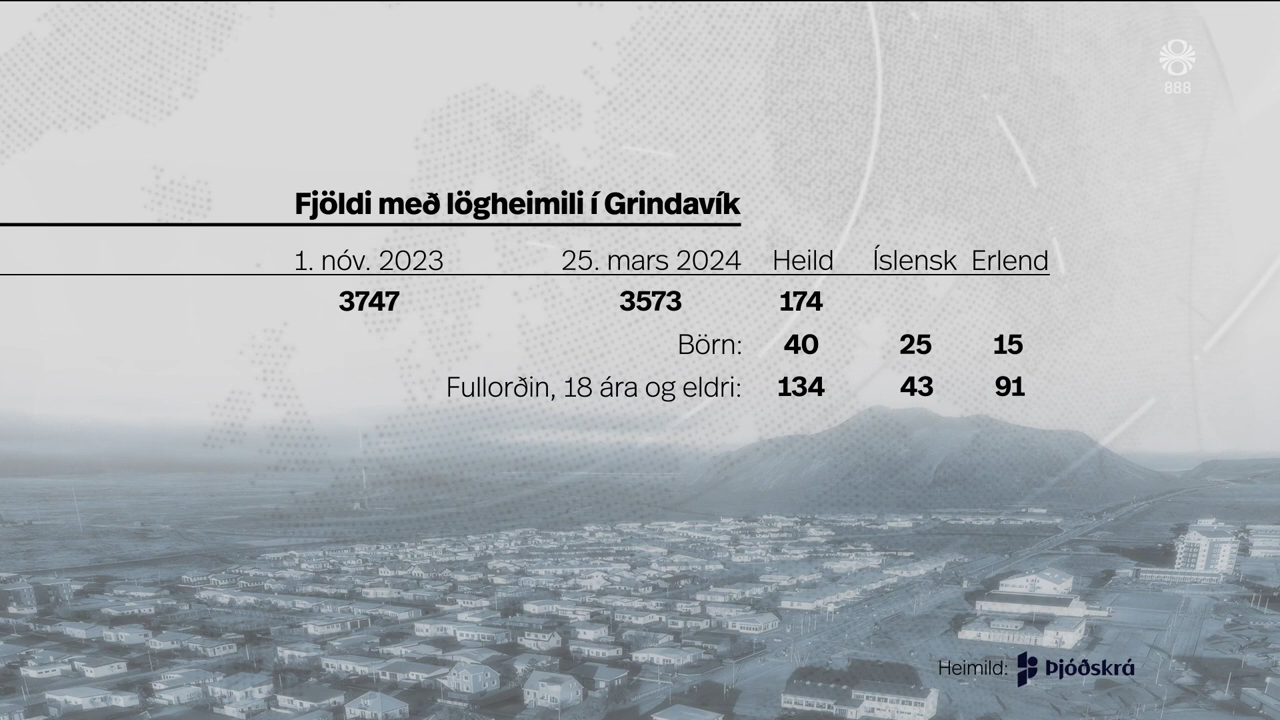 888
Fjöldi með lögheimili í Grindavík
1. nóv. 2023 25. mars 2024 Heild Íslensk Erlend
3747 3573 174
Börn: 40 25 15
Fullorðin, 18 ára og eldri: 134 43 91
Heimild: Þjóðskrá